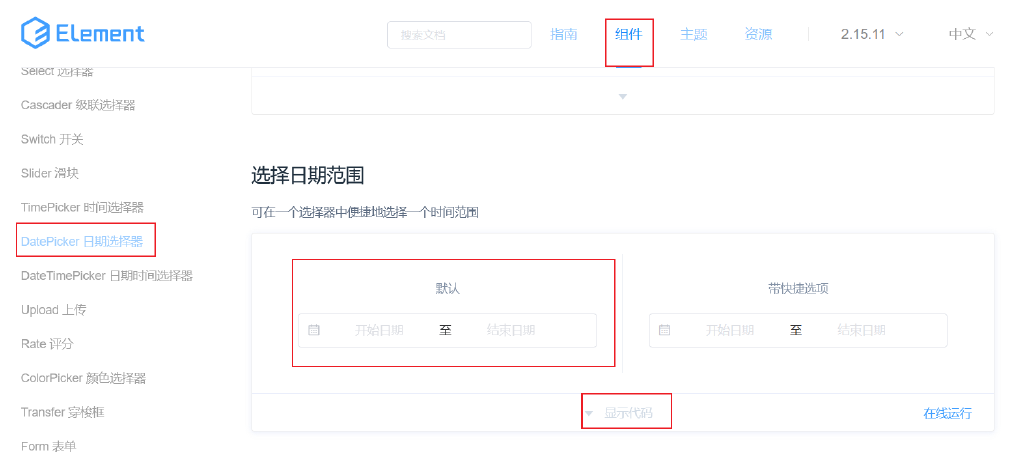 Element
搜索文档
指南
组件
主题
资源
2.15.11
中文
Select 选择器
Cascader 级联选择器
Switch 开关
Slider 滑块
TimePicker 时间选择器
DatePicker 日期选择器
DateTimePicker 日期时间选择器
Upload 上传
Rate 评分
ColorPicker 颜色选择器
Transfer 穿梭框
Form 表单
选择日期范围
可在一个选择器中便捷地选择一个时间范围
默认
开始日期 至 结束日期
带快捷选项
开始日期 至 结束日期
显示代码
在线运行